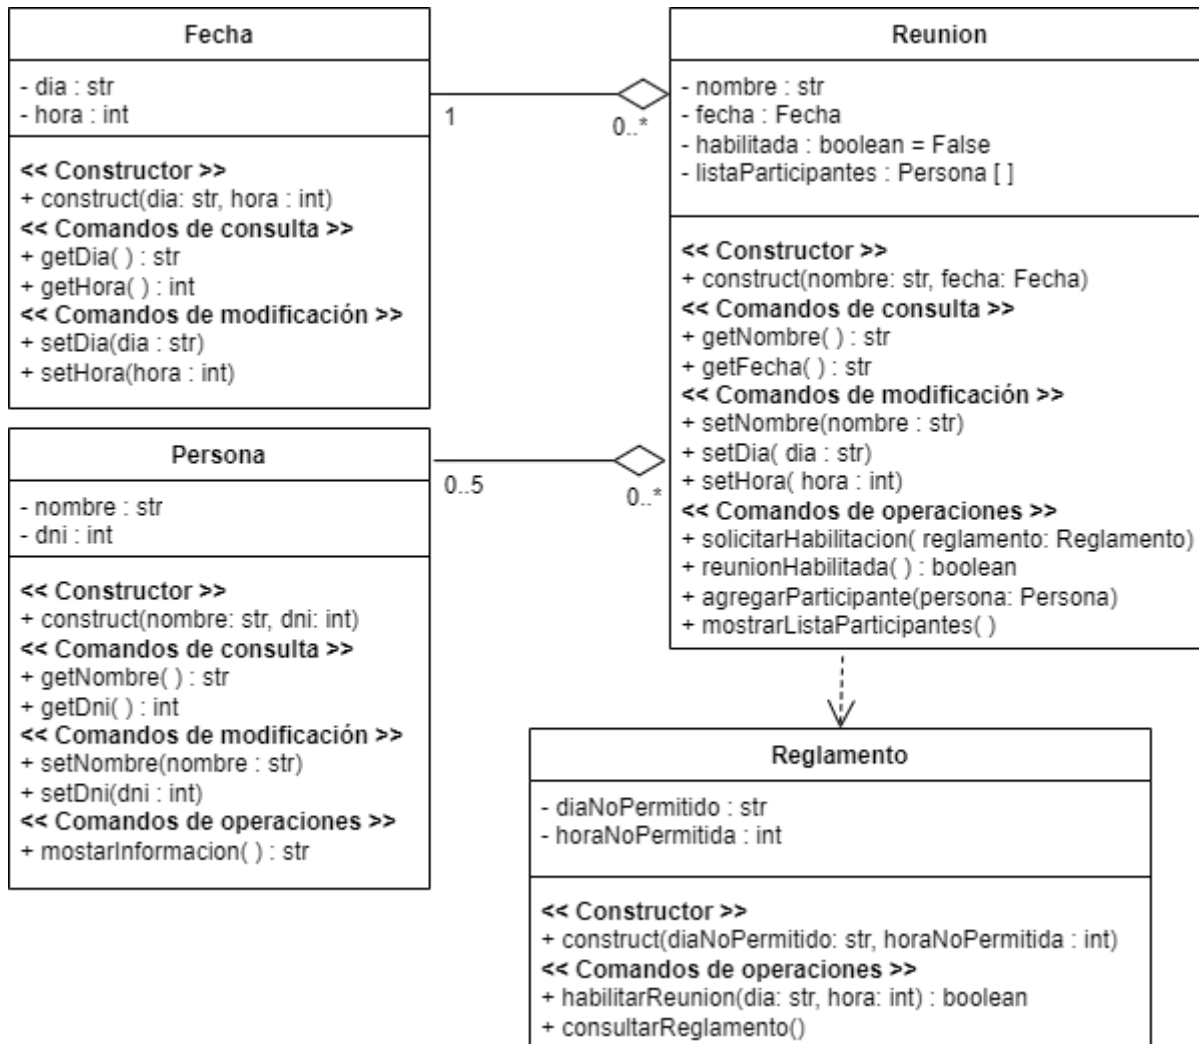 Fecha
- dia : str
- hora : int
<< Constructor >>
+ construct(dia: str, hora : int)
<< Comandos de consulta >>
+ getDia( ) : str
+ getHora( ) : int
<< Comandos de modificación >>
+ setDia(dia : str)
+ setHora(hora : int)
1
0..*
Reunion
- nombre : str
- fecha : Fecha
- habilitada : boolean = False
- listaParticipantes : Persona [ ]
<< Constructor >>
+ construct(nombre: str, fecha: Fecha)
<< Comandos de consulta >>
+ getNombre( ) : str
+ getFecha( ) : str
<< Comandos de modificación >>
+ setNombre(nombre : str)
+ setDia( dia : str)
+ setHora( hora : int)
<< Comandos de operaciones >>
+ solicitarHabilitacion( reglamento: Reglamento)
+ reunionHabilitada( ) : boolean
+ agregarParticipante(persona: Persona)
+ mostrarListaParticipantes( )
Persona
- nombre : str
- dni : int
<< Constructor >>
+ construct(nombre: str, dni: int)
<< Comandos de consulta >>
+ getNombre( ) : str
+ getDni( ) : int
<< Comandos de modificación >>
+ setNombre(nombre : str)
+ setDni(dni : int)
<< Comandos de operaciones >>
+ mostarInformacion( ) : str
0..5
0..*
Reglamento
- diaNoPermitido : str
- horaNoPermitida : int
<< Constructor >>
+ construct(diaNoPermitido: str, horaNoPermitida : int)
<< Comandos de operaciones >>
+ habilitarReunion(dia: str, hora: int) : boolean
+ consultarReglamento()